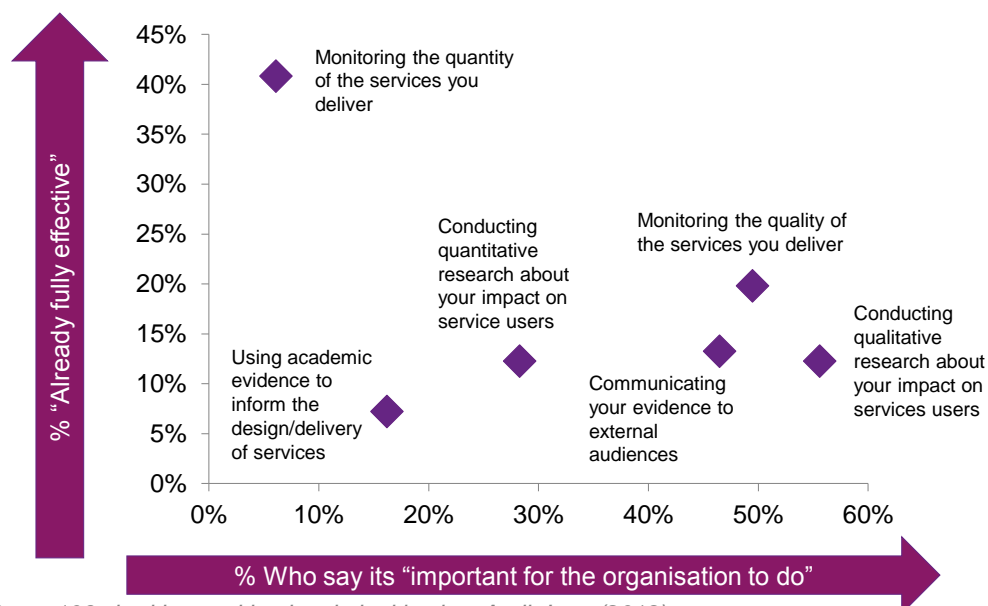 % “Already fully effective”
45%
40%
35%
30%
25%
20%
15%
10%
5%
0%
Monitoring the quantity
of the services you
deliver
Conducting
quantitative
research about
your impact on
service users
Monitoring the quality of
the services you deliver
Using academic
evidence to
inform the
design/delivery
of services
Communicating
your evidence to
external
audiences
Conducting
qualitative
research about
your impact on
services users
0% 10% 20% 30% 40% 50% 60%
% Who say its “important for the organisation to do”